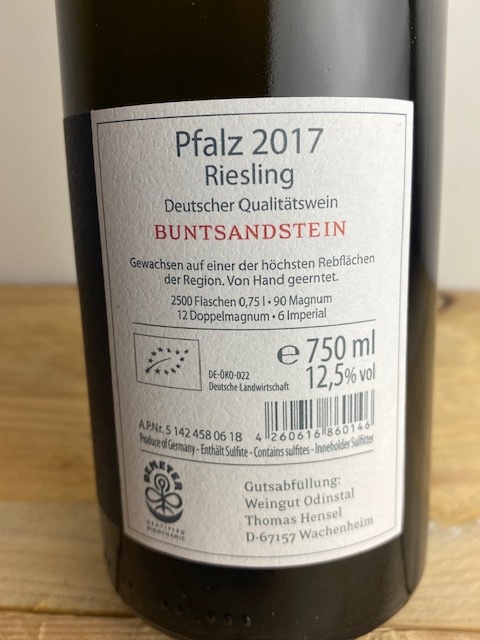 Pfalz 2017
Riesling
Deutscher Qualitätswein
BUNTSANDSTEIN
Gewachsen auf einer der höchsten Rebflächen
der Region. Von Hand geerntet.
2500 Flaschen 0,75 l • 90 Magnum
12 Doppelmagnum • 6 Imperial
DE-ÖKO-022
Deutsche Landwirtschaft
℮ 750 ml
12,5% vol
A.P.Nr. 5 142 458 06 18
4 260616 860146
Produce of Germany - Enthält Sulfite - Contains sulfites - Inneholder Sulfitter
DEMETER
CERTIFIED
BIODYNAMIC
Gutsabfüllung:
Weingut Odinstal
Thomas Hensel
D-67157 Wachenheim